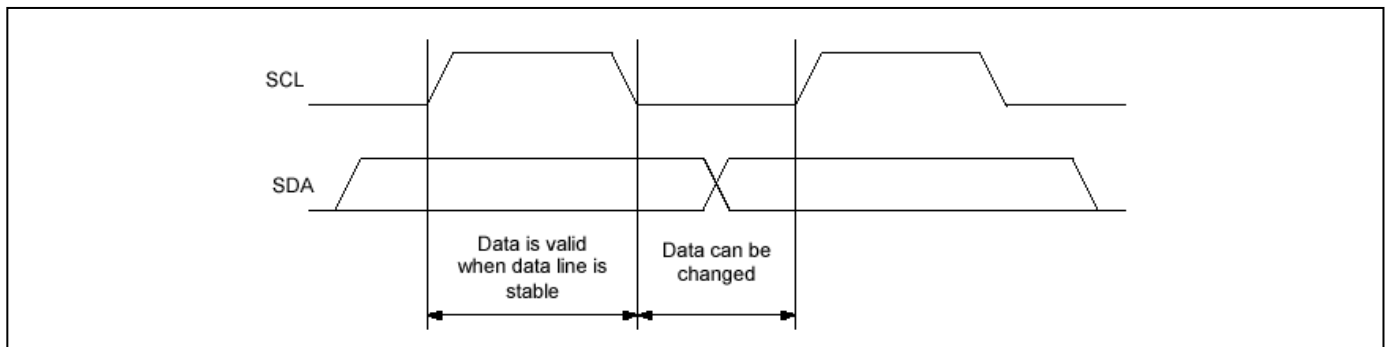 SCL
SDA
Data is valid
when data line is
stable
Data can be
changed